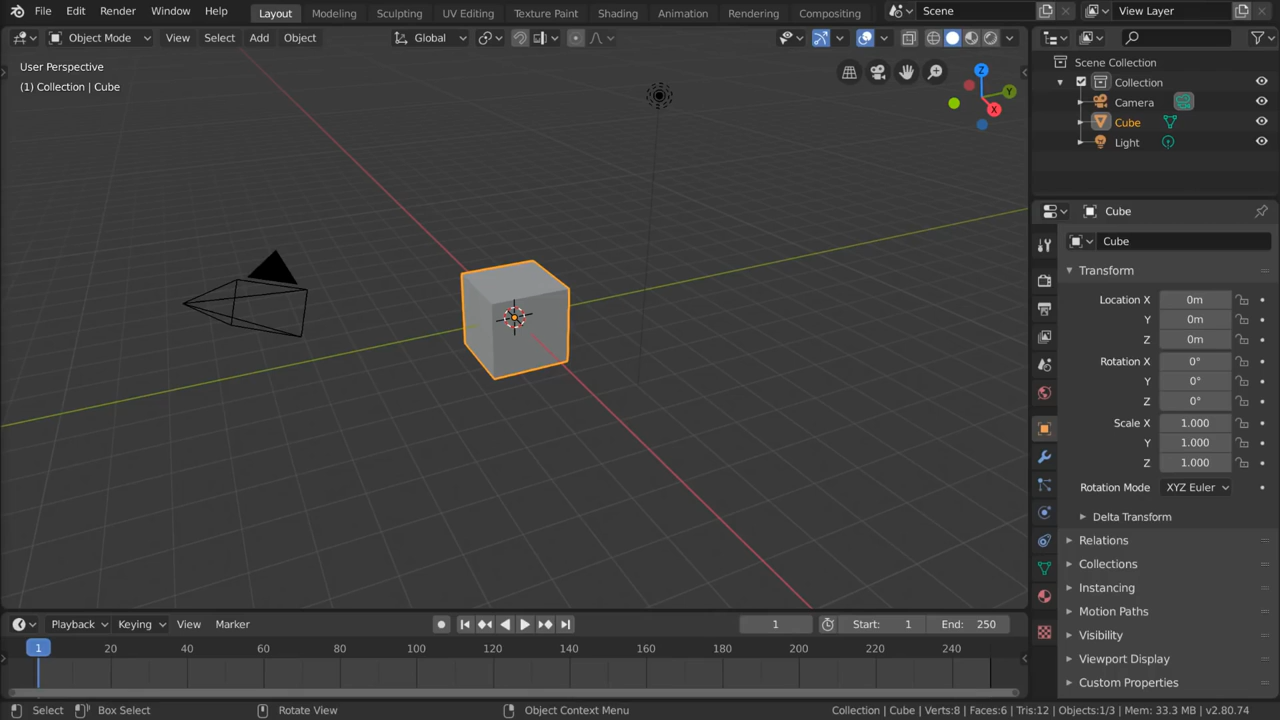 File Edit Render Window Help Layout Modeling Sculpting UV Editing Texture Paint Shading Animation Rendering Compositing Scene View Layer
Object Mode View Select Add Object Global
User Perspective
(1) Collection | Cube
Z
Y
X
Scene Collection
Collection
Camera
Cube
Light
Cube
Cube
Transform
Location X 0m
Y 0m
Z 0m
Rotation X 0°
Y 0°
Z 0°
Scale X 1.000
Y 1.000
Z 1.000
Rotation Mode XYZ Euler
Delta Transform
Relations
Collections
Instancing
Motion Paths
Visibility
Viewport Display
Custom Properties
Playback Keying View Marker 1 Start: 1 End: 250
1 20 40 60 80 100 120 140 160 180 200 220 240
Select Box Select Rotate View Object Context Menu Collection | Cube | Verts:8 | Faces:6 | Tris:12 | Objects:1/3 | Mem: 33.3 MB | v2.80.74